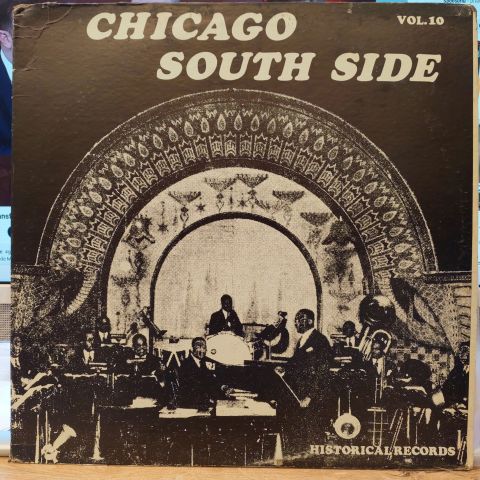 CHICAGO
VOL.10
SOUTH SIDE
HISTORICAL RECORDS